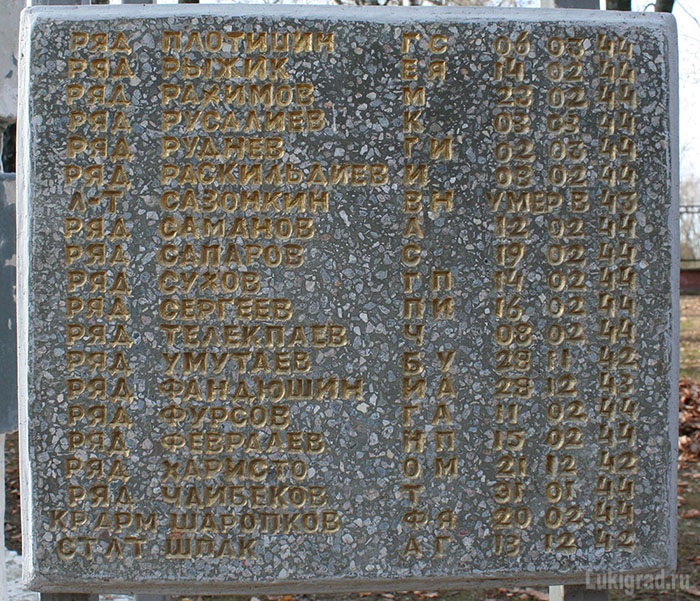 РЯД ПЛОТИЦИН Г С 06 03 44
РЯД РЫЖИК Е Я 14 02 44
РЯД РАХИМОВ М 23 02 44
РЯД РУСАЛИЕВ К 03 03 44
РЯД РУДНЕВ Г И 02 03 44
РЯД РАСКИЛЬДИЕВ И 08 02 44
Л-Т САЗОНКИН В Н УМЕР В 43
РЯД САМАНОВ А 12 02 44
РЯД САПАРОВ С 19 02 44
РЯД СУХОВ Г П 14 02 44
РЯД СЕРГЕЕВ П И 16 02 44
РЯД ТЕЛЕКПАЕВ Ч 08 02 44
РЯД УМУТАЕВ Б У 28 11 42
РЯД ФАНДЮШИН И А 28 12 43
РЯД ФУРСОВ Г А 11 02 44
РЯД ФЕВРАЛЕВ Н П 15 02 44
РЯД ХАРИСТО О М 21 12 42
РЯД ЧАИБЕКОВ Т 31 01 44
КРАРМ ШАРОПКОВ Ф Я 20 02 44
СТ ЛТ ШПАК А Г 13 12 42
Lukigrad.ru